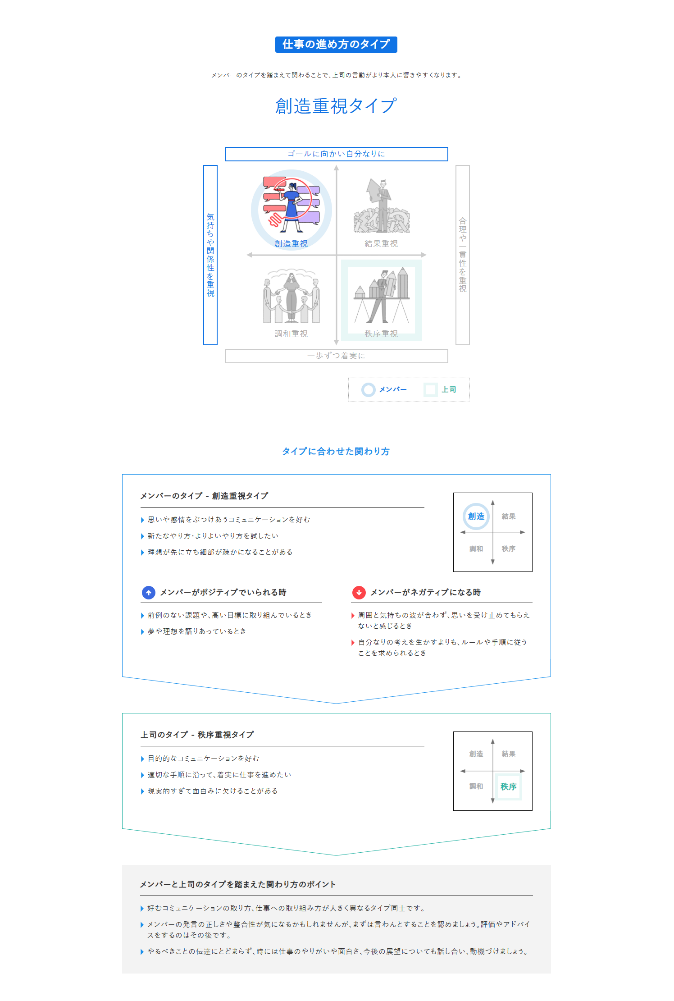 仕事の進め方のタイプ
メンバーのタイプを踏まえて関わることで、上司の言動がより本人に響きやすくなります。
創造重視タイプ
ゴールに向かい自分なりに
気持ちや関係性を重視
合理や一貫性を重視
創造重視
結果重視
調和重視
秩序重視
一歩ずつ着実に
メンバー
上司
タイプに合わせた関わり方
メンバーのタイプ - 創造重視タイプ
思いや感情をぶつけあうコミュニケーションを好む
新たなやり方・よりよいやり方を試したい
理想が先に立ち細部が疎かになることがある
創造
結果
調和
秩序
メンバーがポジティブでいられる時
前例のない課題や、高い目標に取り組んでいるとき
夢や理想を語りあっているとき
メンバーがネガティブになる時
周囲と気持ちの波が合わず、思いを受け止めてもらえ
ないと感じるとき
自分なりの考えを生かすよりも、ルールや手順に従う
ことを求められるとき
上司のタイプ - 秩序重視タイプ
目的的なコミュニケーションを好む
適切な手順に沿って、着実に仕事を進めたい
現実的すぎて面白みに欠けることがある
創造
結果
調和
秩序
メンバーと上司のタイプを踏まえた関わり方のポイント
好むコミュニケーションの取り方、仕事への取り組み方が大きく異なるタイプ同士です。
メンバーの発言の正しさや整合性が気になるかもしれませんが、まずは言わんとすることを認めましょう。評価やアドバイ
スをするのはその後です。
やるべきことの伝達にとどまらず、時には仕事のやりがいや面白さ、今後の展望についても話し合い、動機づけましょう。